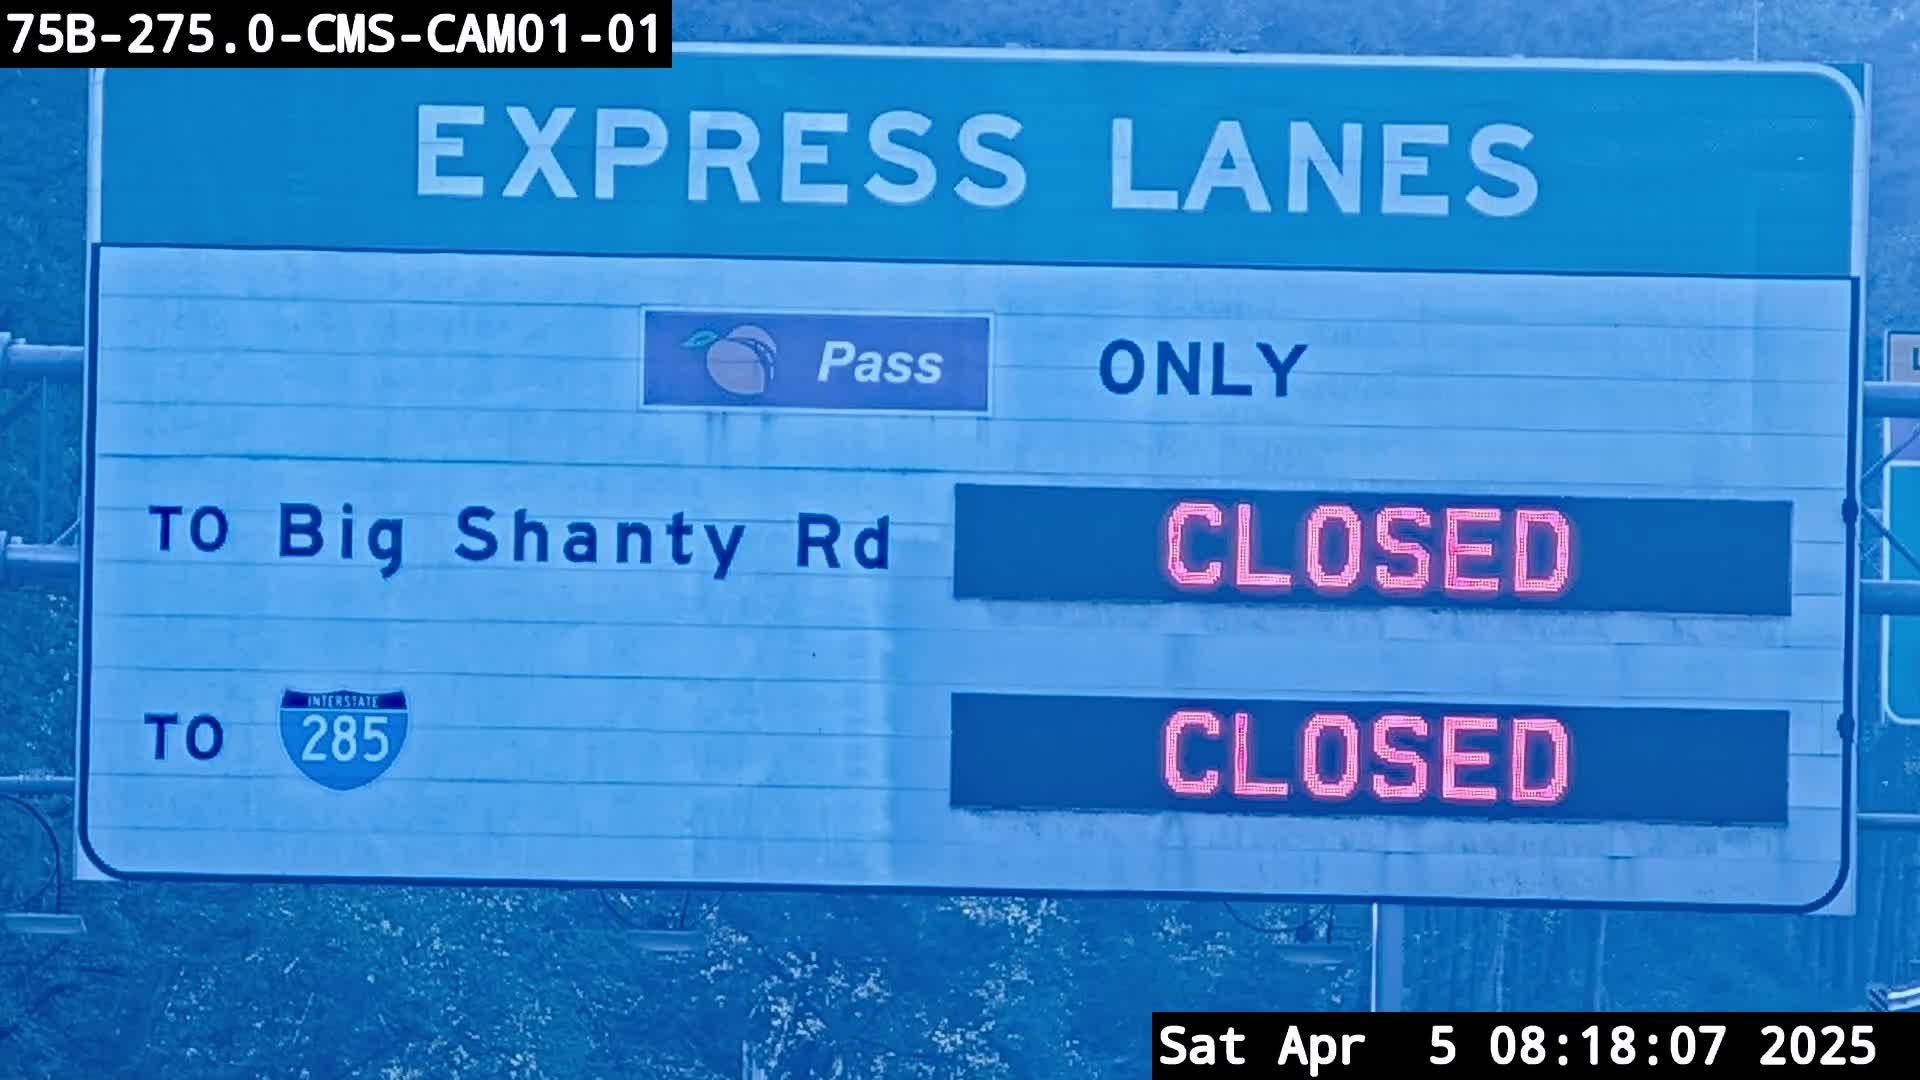 75B-275.0-CMS-CAM01-01
EXPRESS LANES
Pass ONLY
TO Big Shanty Rd CLOSED
TO INTERSTATE 285 CLOSED
Sat Apr 5 08:18:07 2025